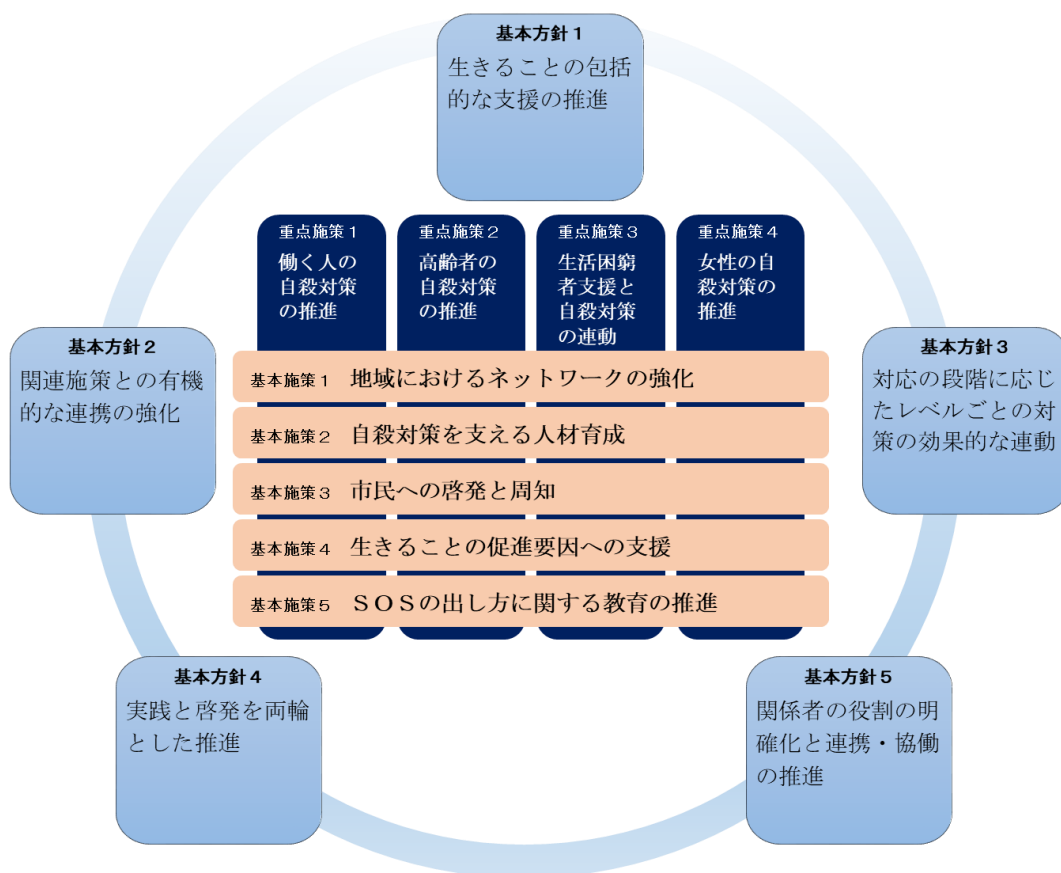 基本方針1
生きることの包括
的な支援の推進
重点施策1
働く人の
自殺対策
の推進
重点施策2
高齢者の
自殺対策
の推進
重点施策3
生活困窮
者支援と
自殺対策
の連動
重点施策4
女性の自
殺対策の
推進
基本方針2
関連施策との有機
的な連携の強化
基本方針3
対応の段階に応じ
たレベルごとの対
策の効果的な連動
基本施策1 地域におけるネットワークの強化
基本施策2 自殺対策を支える人材育成
基本施策3 市民への啓発と周知
基本施策4 生きることの促進要因への支援
基本施策5 SOSの出し方に関する教育の推進
基本方針4
実践と啓発を両輪
とした推進
基本方針5
関係者の役割の明
確化と連携・協働
の推進